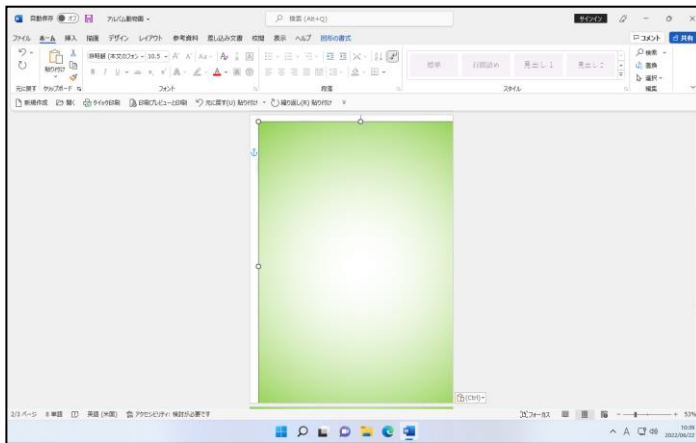 自動保存 オフ アルバム動物園 検索 (Alt+Q) サインイン
ファイル ホーム 挿入 描画 デザイン レイアウト 参考資料 差し込み文書 校閲 表示 ヘルプ 図形の書式 コメント 共有
貼り付け 游明朝 (本文のフォン 10.5 標準 行間詰め 見出し 1 見出し 2 検索 置換 選択
元に戻す クリップボード フォント 段落 スタイル 編集
新規作成 開く クイック印刷 印刷プレビューと印刷 元に戻す(U) 貼り付け 繰り返し(R) 貼り付け
(Ctrl)
2/3 ページ 8 単語 英語 (米国) アクセシビリティ: 検討が必要です フォーカス 53%
A 10:39
2022/06/22